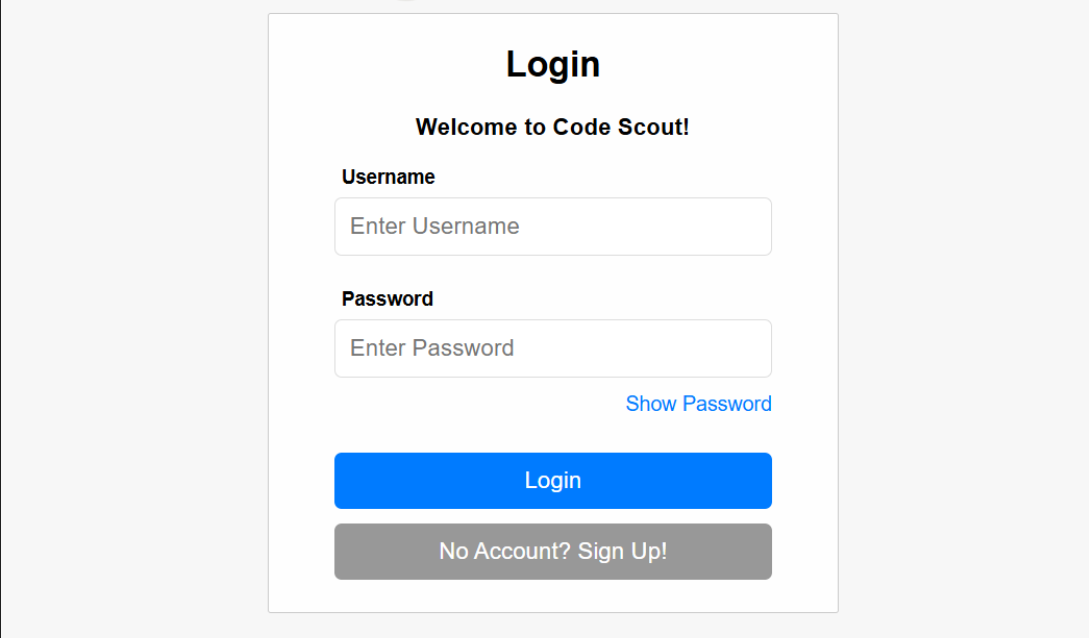 Login
Welcome to Code Scout!
Username
Enter Username
Password
Enter Password
Show Password
Login
No Account? Sign Up!